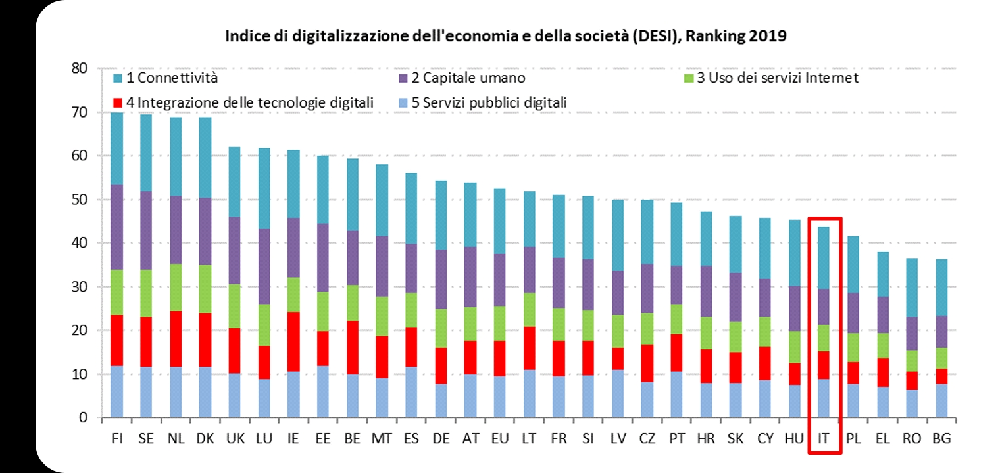 Indice di digitalizzazione dell'economia e della società (DESI), Ranking 2019
80
1 Connettività 2 Capitale umano 3 Uso dei servizi Internet
4 Integrazione delle tecnologie digitali 5 Servizi pubblici digitali
70
60
50
40
30
20
10
0
FI SE NL DK UK LU IE EE BE MT ES DE AT EU LT FR SI LV CZ PT HR SK CY HU IT PL EL RO BG